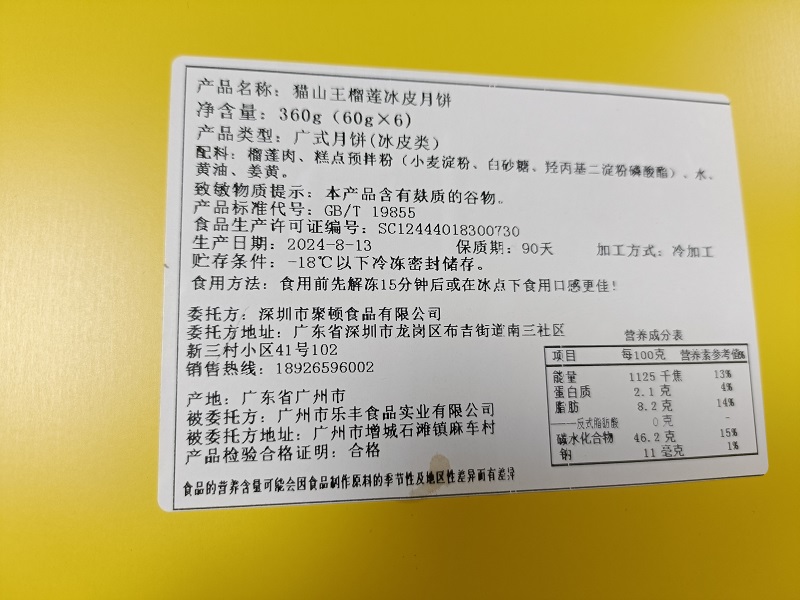 产品名称：猫山王榴莲冰皮月饼
净含量：360g（60g×6）
产品类型：广式月饼(冰皮类)
配料：榴莲肉、糕点预拌粉（小麦淀粉、白砂糖、羟丙基二淀粉磷酸酯）、水、
黄油、姜黄。
致敏物质提示：本产品含有麸质的谷物。
产品标准代号：GB/T 19855
食品生产许可证编号：SC12444018300730
生产日期：2024-8-13 保质期：90天 加工方式：冷加工
贮存条件：-18℃以下冷冻密封储存。
食用方法：食用前先解冻15分钟后或在冰点下食用口感更佳！
委托方：深圳市聚顿食品有限公司
委托方地址：广东省深圳市龙岗区布吉街道南三社区
新三村小区41号102
销售热线：18926596002
产地：广东省广州市
被委托方：广州市乐丰食品实业有限公司
被委托方地址：广州市增城石滩镇麻车村
产品检验合格证明：合格
食品的营养含量可能会因食品制作原料的季节性及地区性差异而有差异
营养成分表
项目 每100克 营养素参考值%
能量 1125 千焦 13%
蛋白质 2.1 克 4%
脂肪 8.2 克 14%
——反式脂肪酸 0 克 -
碳水化合物 46.2 克 15%
钠 11 毫克 1%